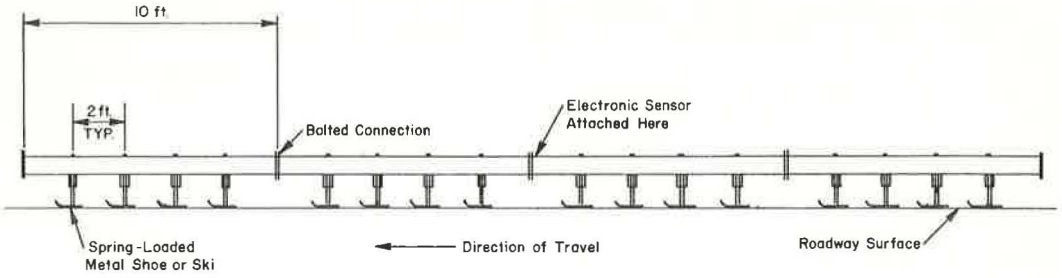 10 ft.
2 ft.
TYP.
Bolted Connection
Electronic Sensor
Attached Here
Spring-Loaded
Metal Shoe or Ski
Direction of Travel
Roadway Surface